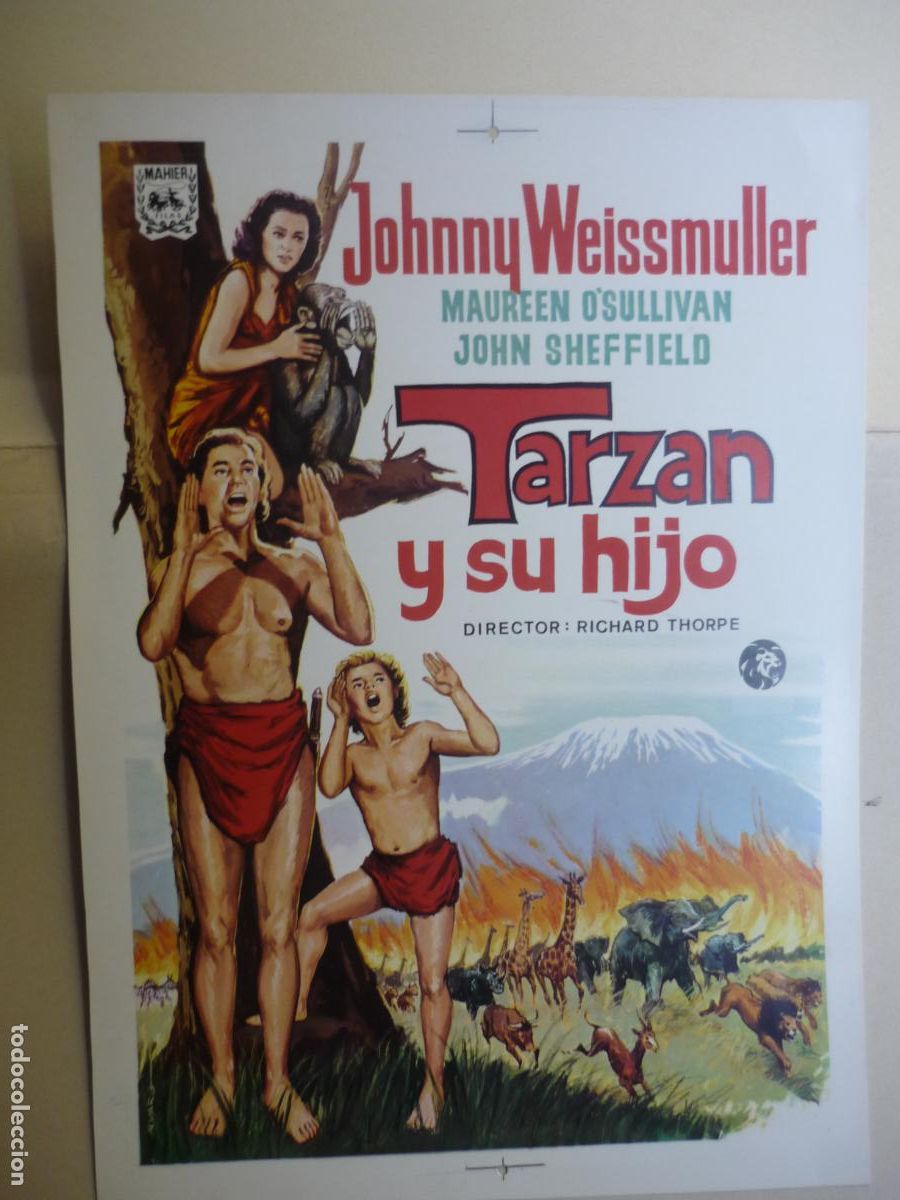 MAHIER
FILMS
Johnny Weissmuller
MAUREEN O'SULLIVAN
JOHN SHEFFIELD
Tarzan
y su hijo
DIRECTOR: RICHARD THORPE
todocoleccion